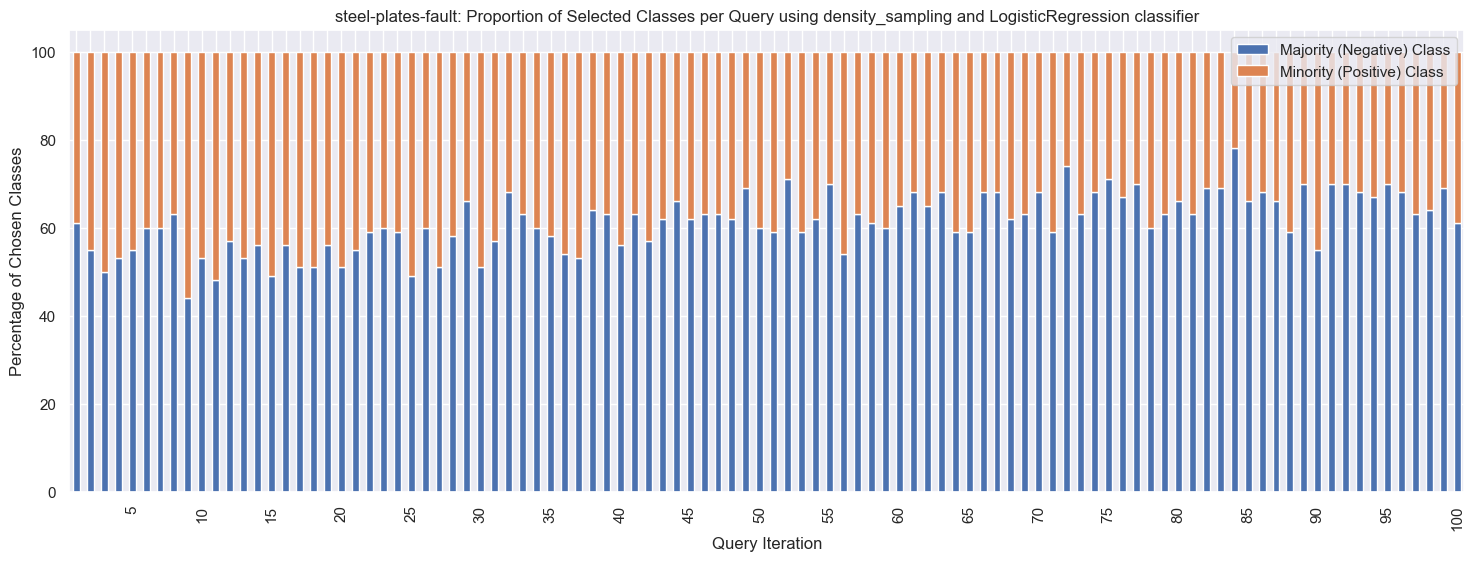 steel-plates-fault: Proportion of Selected Classes per Query using density_sampling and LogisticRegression classifier
Majority (Negative) Class
Minority (Positive) Class
Percentage of Chosen Classes
100
80
60
40
20
0
5 10 15 20 25 30 35 40 45 50 55 60 65 70 75 80 85 90 95 100
Query Iteration